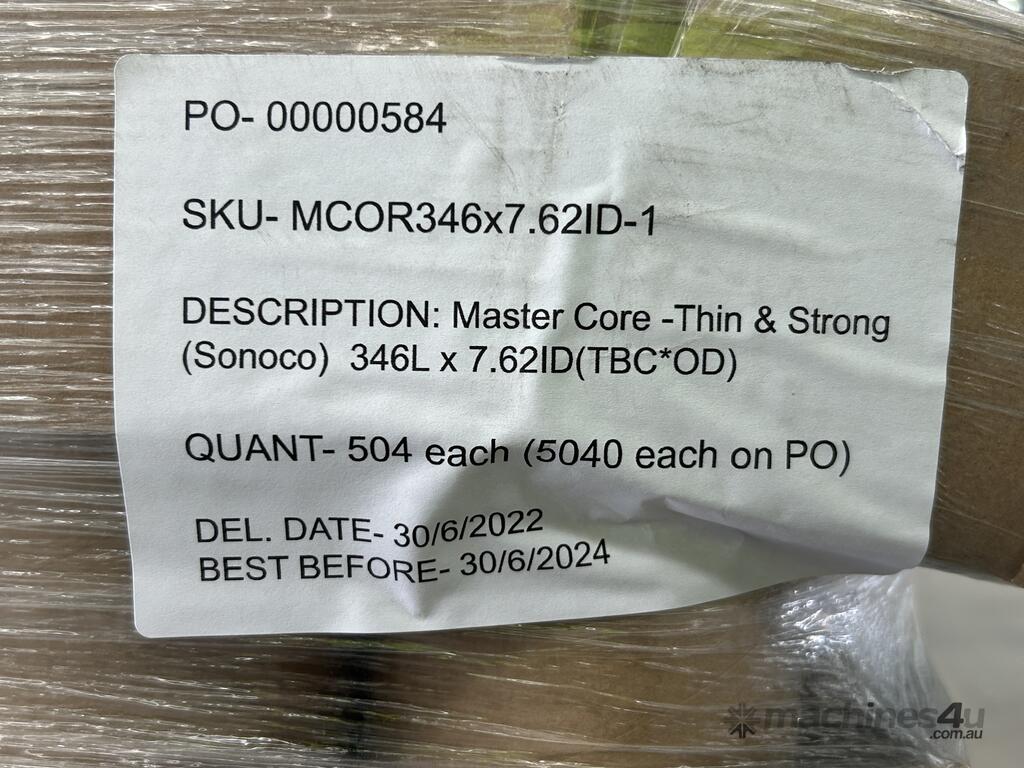 PO- 00000584
SKU- MCOR346x7.62ID-1
DESCRIPTION: Master Core -Thin & Strong
(Sonoco) 346L x 7.62ID(TBC*OD)
QUANT- 504 each (5040 each on PO)
DEL. DATE- 30/6/2022
BEST BEFORE- 30/6/2024
machines4u
.com.au